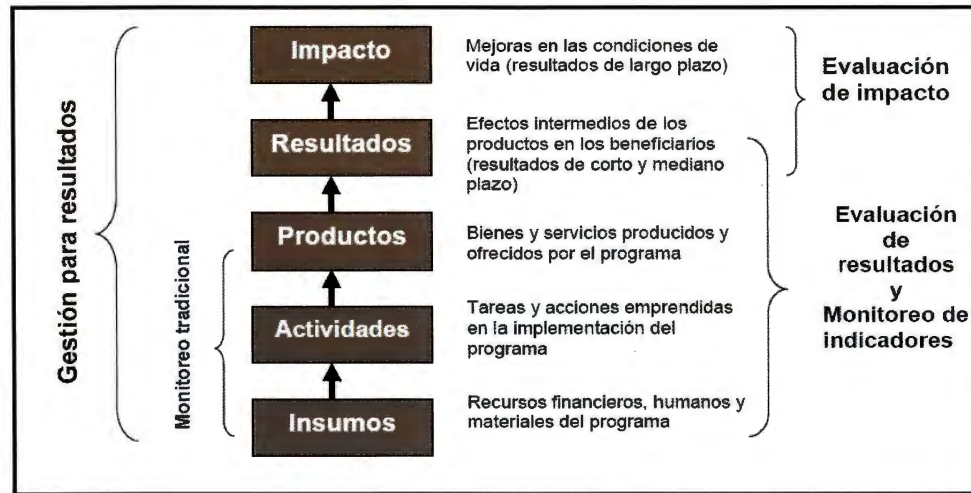 Gestión para resultados
Monitoreo tradicional
Impacto
Mejoras en las condiciones de
vida (resultados de largo plazo)
Resultados
Efectos intermedios de los
productos en los beneficiarios
(resultados de corto y mediano
plazo)
Productos
Bienes y servicios producidos y
ofrecidos por el programa
Actividades
Tareas y acciones emprendidas
en la implementación del
programa
Insumos
Recursos financieros, humanos y
materiales del programa
Evaluación
de impacto
Evaluación
de
resultados
y
Monitoreo de
indicadores